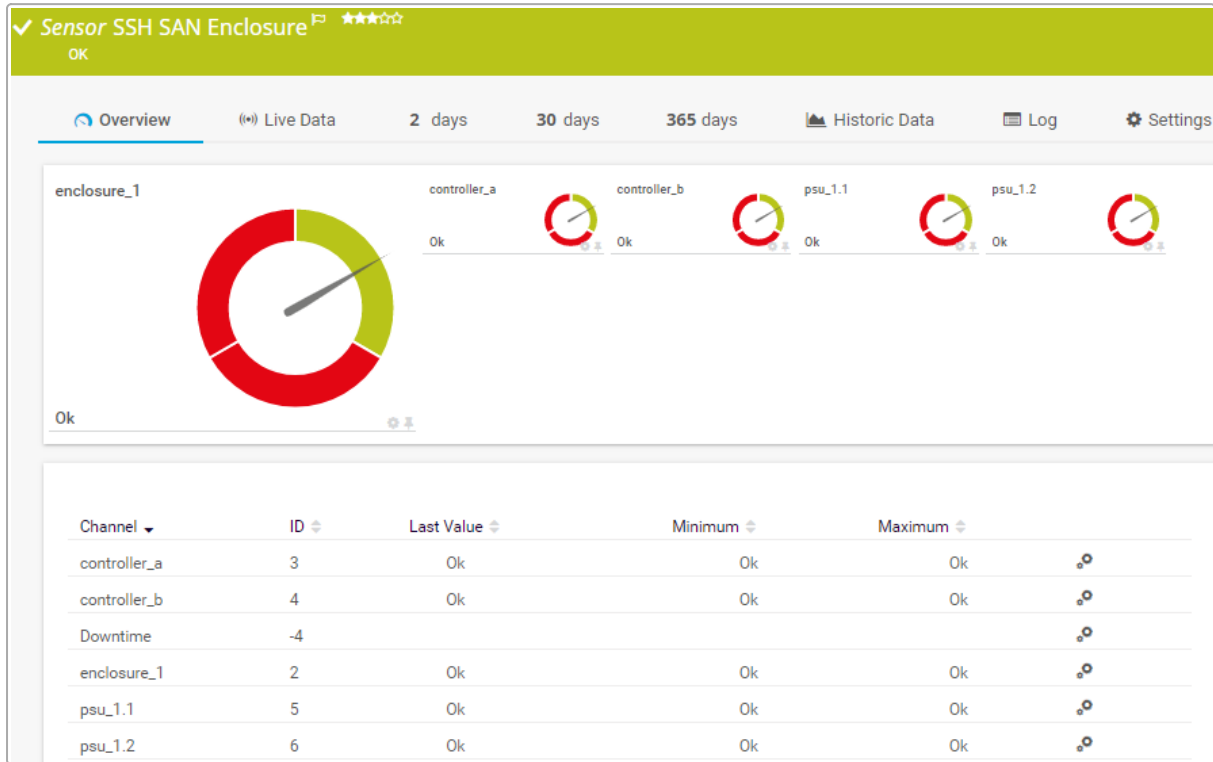 Sensor SSH SAN Enclosure
OK
Overview Live Data 2 days 30 days 365 days Historic Data Log Settings
enclosure_1 controller_a controller_b psu_1.1 psu_1.2
Ok Ok Ok Ok
Ok
Channel ID Last Value Minimum Maximum
controller_a 3 Ok Ok Ok
controller_b 4 Ok Ok Ok
Downtime -4
enclosure_1 2 Ok Ok Ok
psu_1.1 5 Ok Ok Ok
psu_1.2 6 Ok Ok Ok